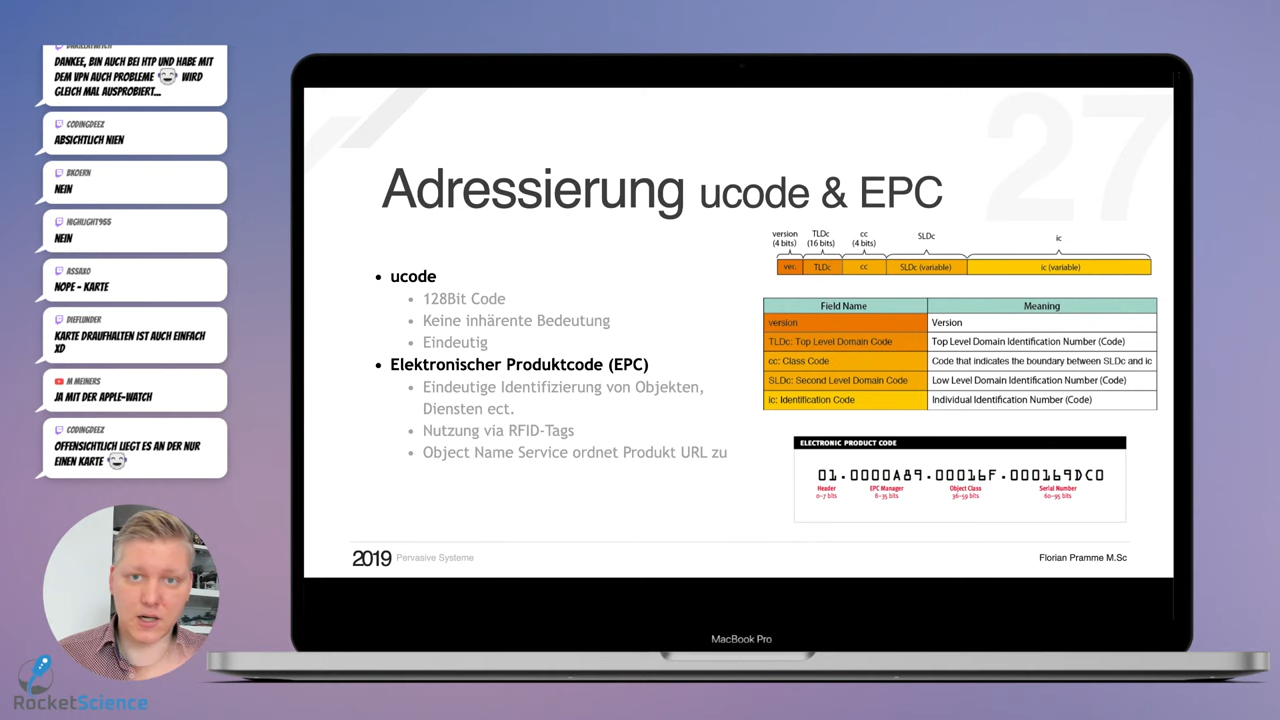 DANIELXTWITCH
DANKEE, BIN AUCH BEI HTP UND HABE MIT
DEM VPN AUCH PROBLEME WIRD
GLEICH MAL AUSPROBIERT...
CODINGDEEZ
ABSICHTLICH NIEN
BKOERN
NEIN
HIGHLIGHT955
NEIN
ASSAXO
NOPE - KARTE
DIEFLUNDER
KARTE DRAUFHALTEN IST AUCH EINFACH
XD
M MEINERS
JA MIT DER APPLE-WATCH
CODINGDEEZ
OFFENSICHTLICH LIEGT ES AN DER NUR
EINEN KARTE
RocketScience
27
Adressierung ucode & EPC
• ucode
• 128Bit Code
• Keine inhärente Bedeutung
• Eindeutig
• Elektronischer Produktcode (EPC)
• Eindeutige Identifizierung von Objekten,
Diensten ect.
• Nutzung via RFID-Tags
• Object Name Service ordnet Produkt URL zu
version TLDc cc SLDc ic
(4 bits) (16 bits) (4 bits)
ver. TLDc cc SLDc (variable) ic (variable)
Field Name Meaning
version Version
TLDc: Top Level Domain Code Top Level Domain Identification Number (Code)
cc: Class Code Code that indicates the boundary between SLDc and ic
SLDc: Second Level Domain Code Low Level Domain Identification Number (Code)
ic: Identification Code Individual Identification Number (Code)
ELECTRONIC PRODUCT CODE
01.0000A89.00016F.000169DC0
Header EPC Manager Object Class Serial Number
0-7 bits 8-35 bits 36-59 bits 60-95 bits
2019 Pervasive Systeme Florian Pramme M.Sc
MacBook Pro